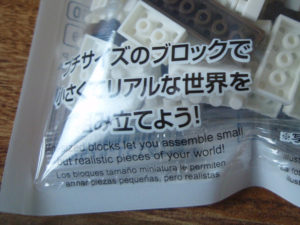 プチサイズのブロックで
小さくてリアルな世界を
組み立てよう!
sized blocks let you assemble small
but realistic pieces of your world!
Los bloques tamaño miniatura le permiten
armar piezas pequeñas, pero realistas